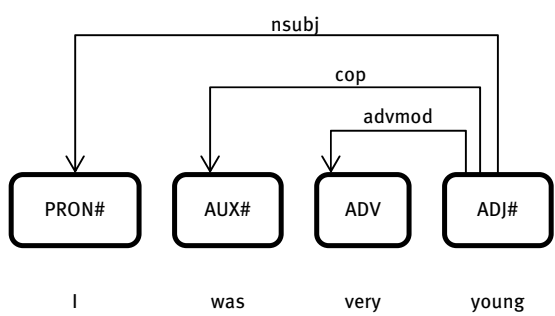 nsubj
cop
advmod
PRON# AUX# ADV ADJ#
I was very young